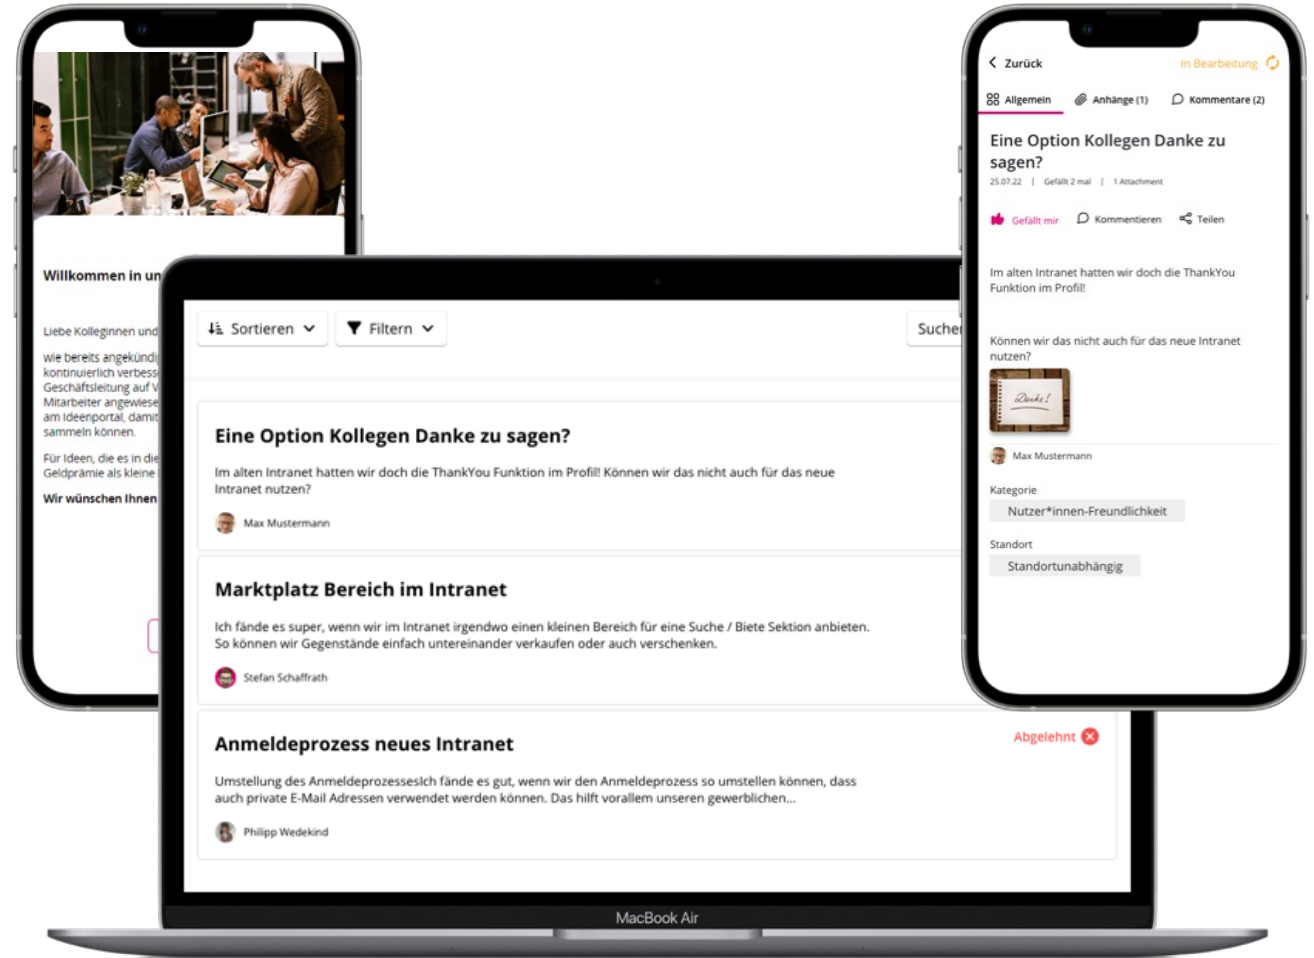 Willkommen in un
Liebe Kolleginnen und
wie bereits angekündig
kontinuierlich verbess
Geschäftsleitung auf V
Mitarbeiter angewiese
am Ideenportal, damit
sammeln können.
Für Ideen, die es in die
Geldprämie als kleine
Wir wünschen Ihnen
Sortieren
Filtern
Sucher
Eine Option Kollegen Danke zu sagen?
Im alten Intranet hatten wir doch die ThankYou Funktion im Profil! Können wir das nicht auch für das neue
Intranet nutzen?
Max Mustermann
Marktplatz Bereich im Intranet
Ich fände es super, wenn wir im Intranet irgendwo einen kleinen Bereich für eine Suche / Biete Sektion anbieten.
So können wir Gegenstände einfach untereinander verkaufen oder auch verschenken.
Stefan Schaffrath
Anmeldeprozess neues Intranet
Abgelehnt
Umstellung des AnmeldeprozessesIch fände es gut, wenn wir den Anmeldeprozess so umstellen können, dass
auch private E-Mail Adressen verwendet werden können. Das hilft vorallem unseren gewerblichen...
Philipp Wedekind
MacBook Air
Zurück
In Bearbeitung
Allgemein
Anhänge (1)
Kommentare (2)
Eine Option Kollegen Danke zu
sagen?
25.07.22 | Gefällt 2 mal | 1 Attachment
Gefällt mir
Kommentieren
Teilen
Im alten Intranet hatten wir doch die ThankYou
Funktion im Profil!
Können wir das nicht auch für das neue Intranet
nutzen?
Danke!
Max Mustermann
Kategorie
Nutzer*innen-Freundlichkeit
Standort
Standortunabhängig